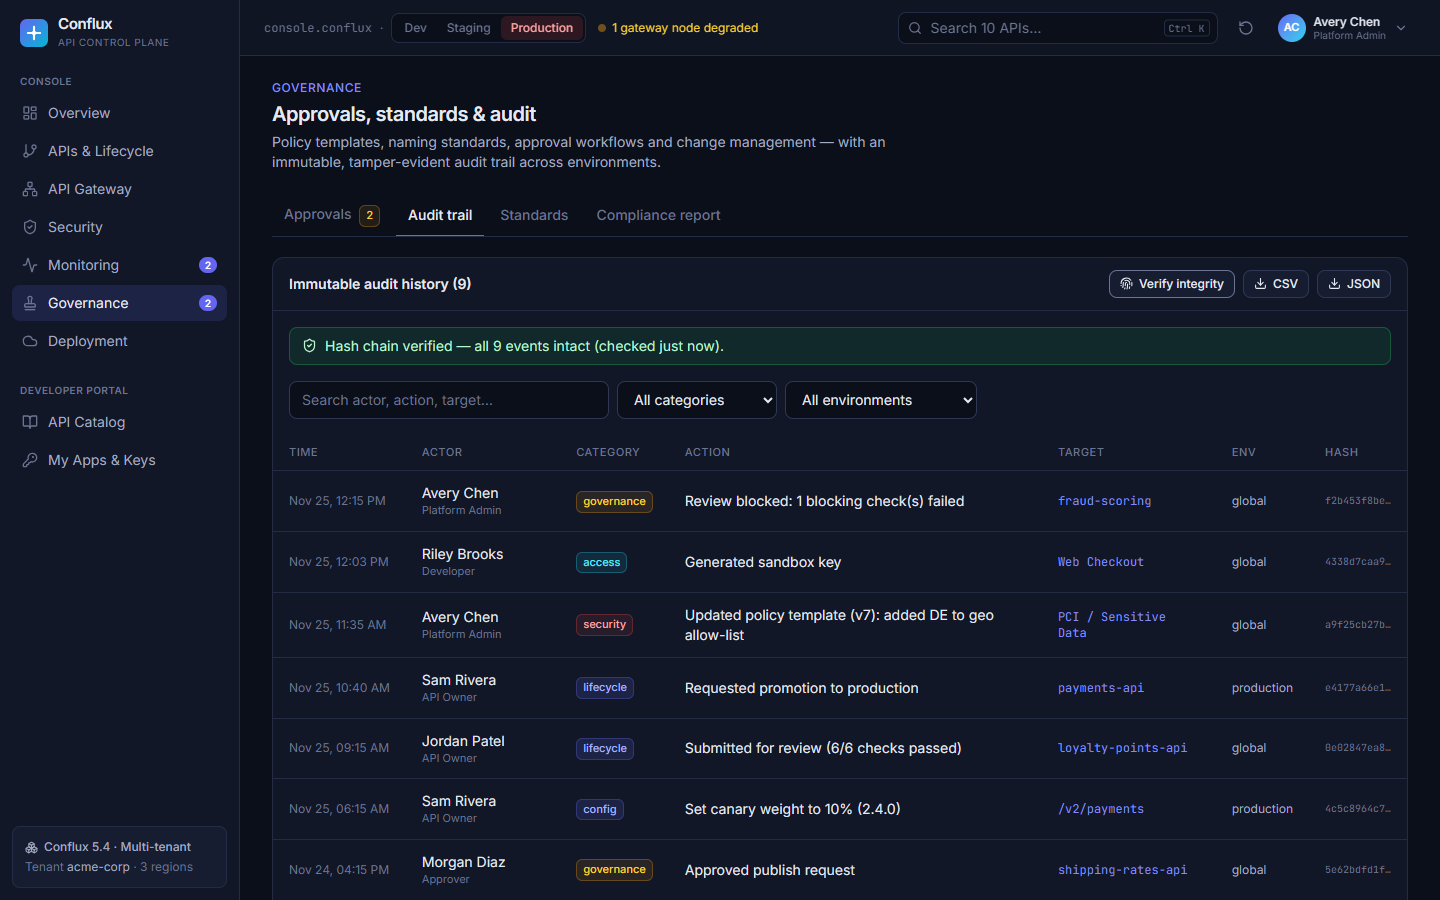 Conflux
API CONTROL PLANE
CONSOLE
Overview
APIs & Lifecycle
API Gateway
Security
Monitoring 2
Governance 2
Deployment
DEVELOPER PORTAL
API Catalog
My Apps & Keys
Conflux 5.4 · Multi-tenant
Tenant acme-corp · 3 regions
console.conflux · Dev Staging Production 1 gateway node degraded
Search 10 APIs... Ctrl K
AC Avery Chen
Platform Admin
GOVERNANCE
Approvals, standards & audit
Policy templates, naming standards, approval workflows and change management — with an
immutable, tamper-evident audit trail across environments.
Approvals 2 Audit trail Standards Compliance report
Immutable audit history (9) Verify integrity CSV JSON
Hash chain verified — all 9 events intact (checked just now).
Search actor, action, target... All categories All environments
TIME ACTOR CATEGORY ACTION TARGET ENV HASH
Nov 25, 12:15 PM Avery Chen Platform Admin governance Review blocked: 1 blocking check(s) failed fraud-scoring global f2b453f8be…
Nov 25, 12:03 PM Riley Brooks Developer access Generated sandbox key Web Checkout global 4338d7caa9…
Nov 25, 11:35 AM Avery Chen Platform Admin security Updated policy template (v7): added DE to geo allow-list PCI / Sensitive Data global a9f25cb27b…
Nov 25, 10:40 AM Sam Rivera API Owner lifecycle Requested promotion to production payments-api production e4177a66e1…
Nov 25, 09:15 AM Jordan Patel API Owner lifecycle Submitted for review (6/6 checks passed) loyalty-points-api global 0e02847ea8…
Nov 25, 06:15 AM Sam Rivera API Owner config Set canary weight to 10% (2.4.0) /v2/payments production 4c5c8964c7…
Nov 24, 04:15 PM Morgan Diaz Approver governance Approved publish request shipping-rates-api global 5e62bdfd1f…